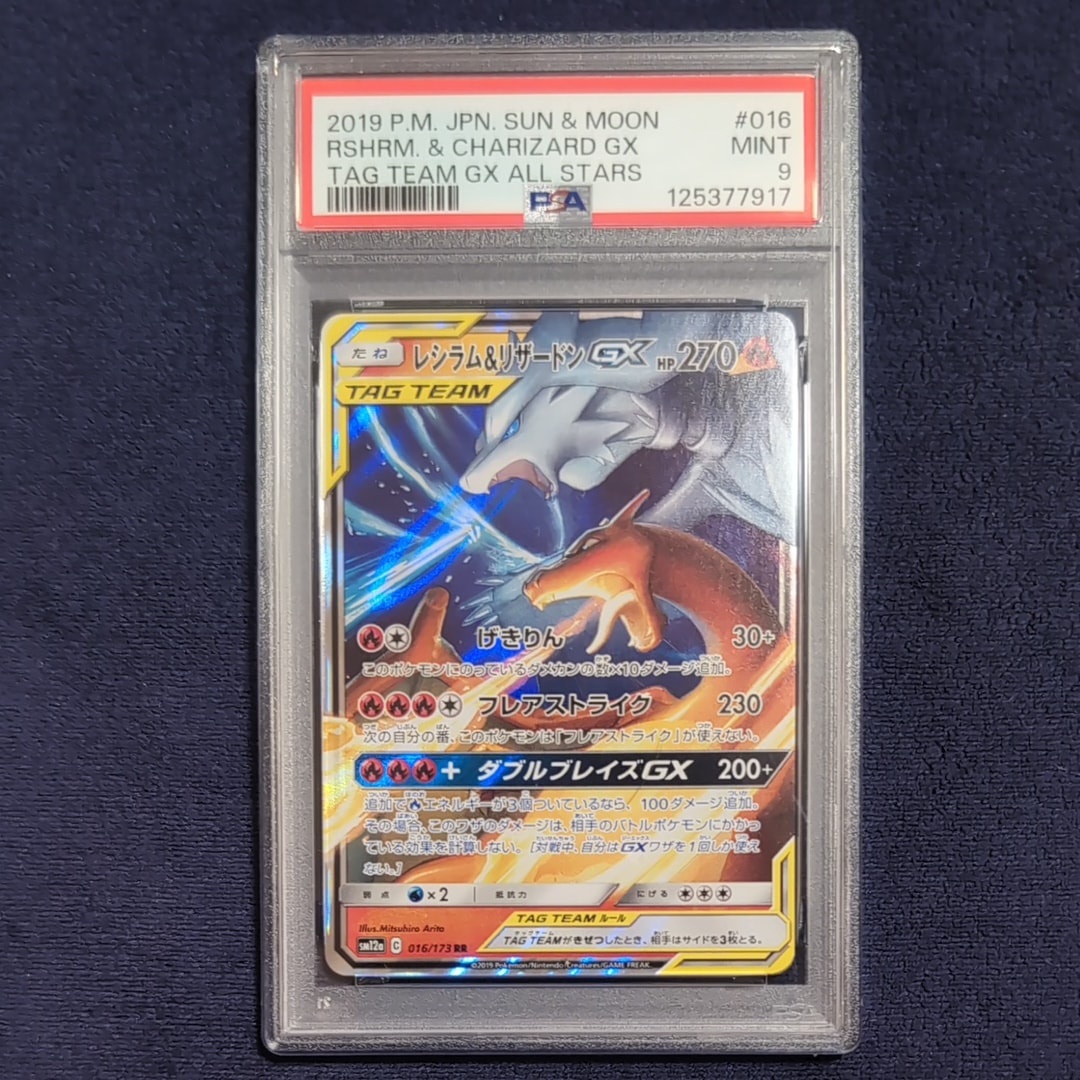 2019 P.M. JPN. SUN & MOON #016
RSHRM. & CHARIZARD GX MINT
TAG TEAM GX ALL STARS 9
PSA 125377917
たね レシラム&リザードンGX HP270
TAG TEAM
げきりん 30+
このポケモンにのっているダメカンの数×10ダメージ追加。
フレアストライク 230
次の自分の番、このポケモンは「フレアストライク」が使えない。
+ ダブルブレイズGX 200+
追加で エネルギーが3個ついているなら、100ダメージ追加。
その場合、このワザのダメージは、相手のバトルポケモンにかかっ
ている効果を計算しない。[対戦中、自分はGXワザを1回しか使え
ない。]
弱点 ×2 抵抗力 にげる
TAG TEAM ルール
Illus.Mitsuhiro Arita
TAG TEAMがきぜつしたとき、相手はサイドを3枚とる。
SM12a C 016/173 RR
©2019 Pokémon/Nintendo/Creatures/GAME FREAK.